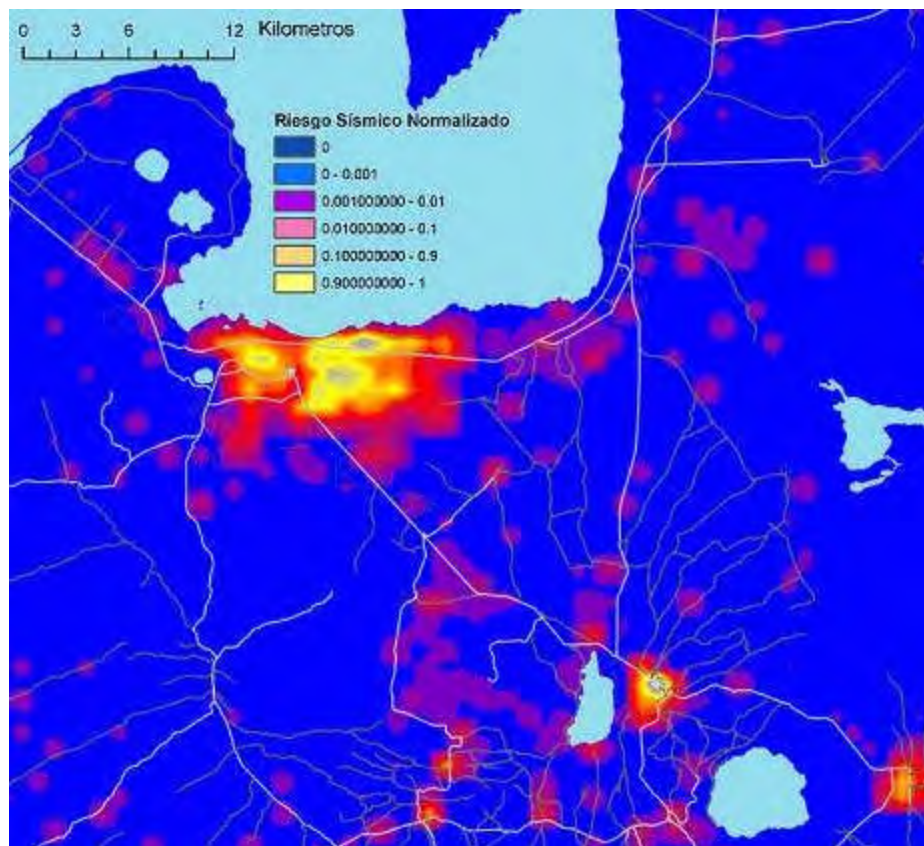 0 3 6 12 Kilometros
Riesgo Sísmico Normalizado
0
0 - 0.001
0.001000000 - 0.01
0.010000000 - 0.1
0.100000000 - 0.9
0.900000000 - 1